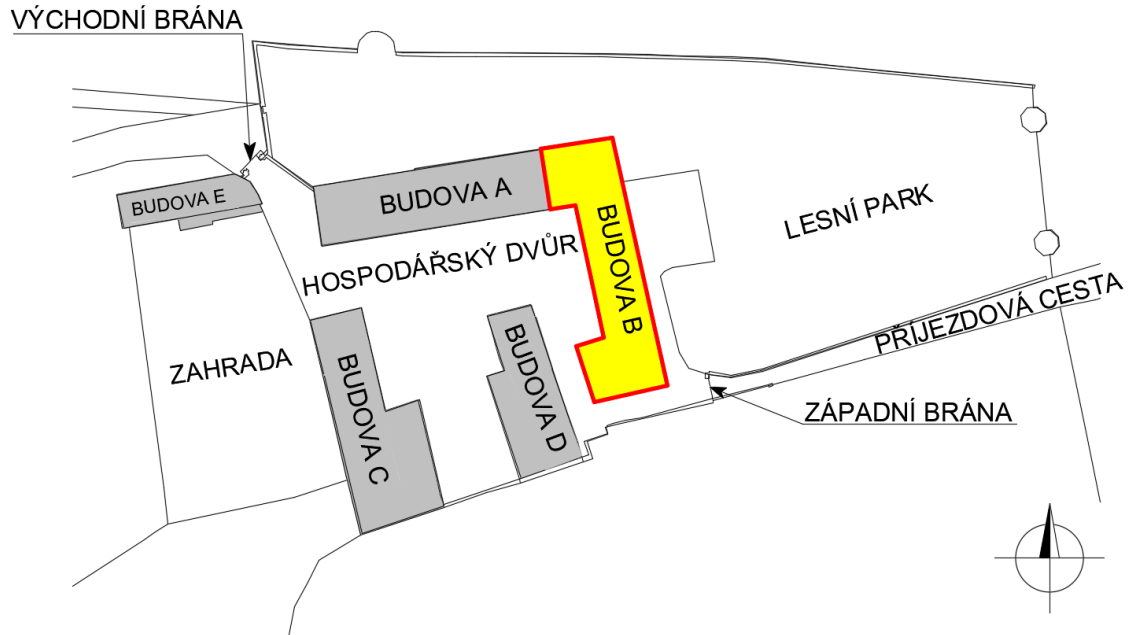 VÝCHODNÍ BRÁNA
BUDOVA E
BUDOVA A
BUDOVA B
LESNÍ PARK
HOSPODÁŘSKÝ DVŮR
PŘÍJEZDOVÁ CESTA
ZAHRADA
BUDOVA C
BUDOVA D
ZÁPADNÍ BRÁNA